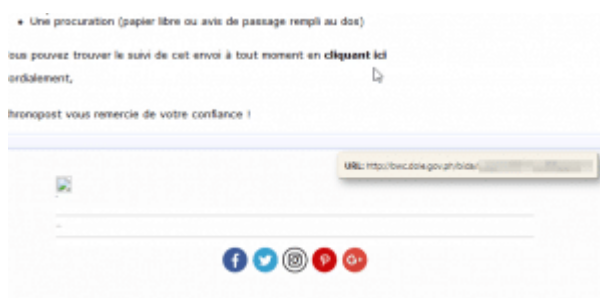 • Une procuration (papier libre ou avis de passage rempli au dos)
ous pouvez trouver le suivi de cet envoi à tout moment en cliquant ici
ordialement,
hronopost vous remercie de votre confiance !
URL: http://bwc.dole.gov.ph/bida/